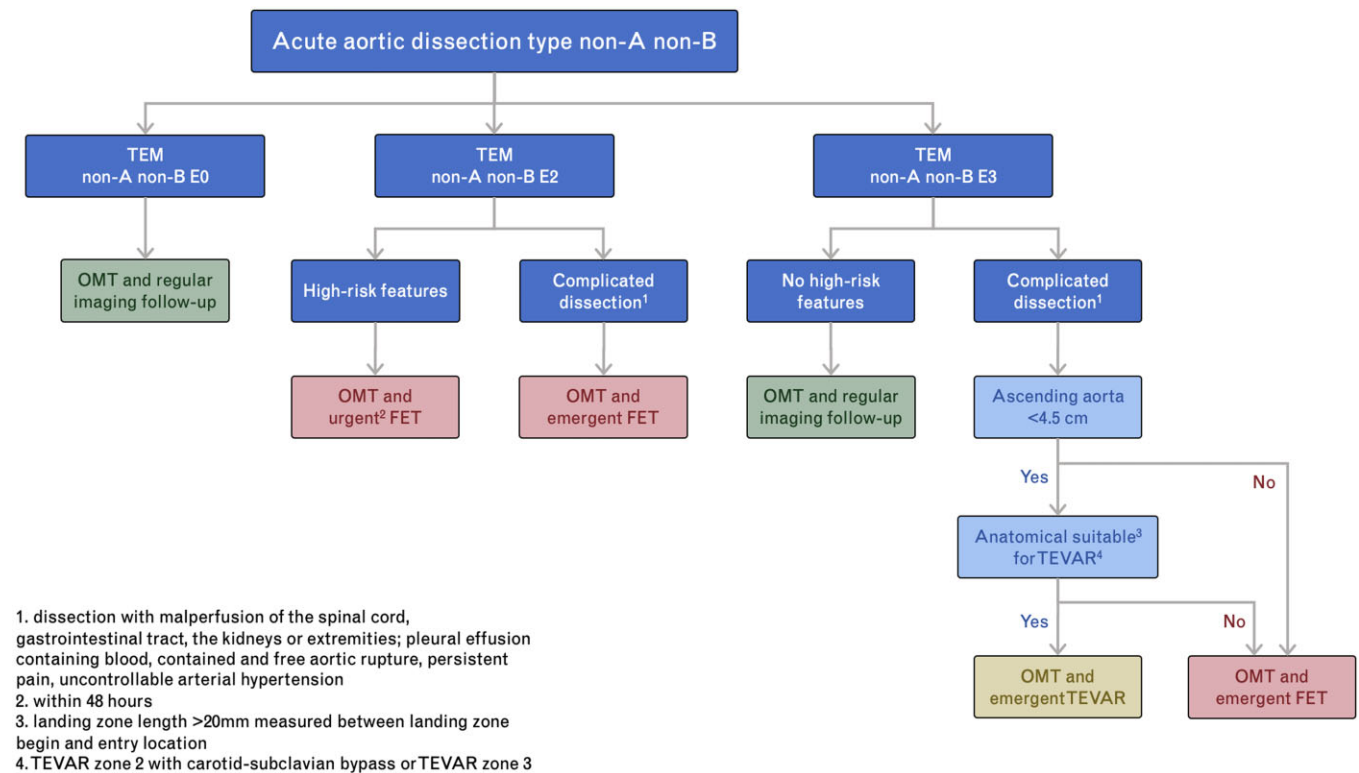 Acute aortic dissection type non-A non-B
TEM
non-A non-B E0
TEM
non-A non-B E2
TEM
non-A non-B E3
OMT and regular
imaging follow-up
High-risk features
Complicated
dissection¹
No high-risk
features
Complicated
dissection¹
OMT and
urgent² FET
OMT and
emergent FET
OMT and regular
imaging follow-up
Ascending aorta
<4.5 cm
Yes
No
Anatomical suitable³
for TEVAR⁴
Yes
No
OMT and
emergent TEVAR
OMT and
emergent FET
1. dissection with malperfusion of the spinal cord,
gastrointestinal tract, the kidneys or extremities; pleural effusion
containing blood, contained and free aortic rupture, persistent
pain, uncontrollable arterial hypertension
2. within 48 hours
3. landing zone length >20mm measured between landing zone
begin and entry location
4. TEVAR zone 2 with carotid-subclavian bypass or TEVAR zone 3